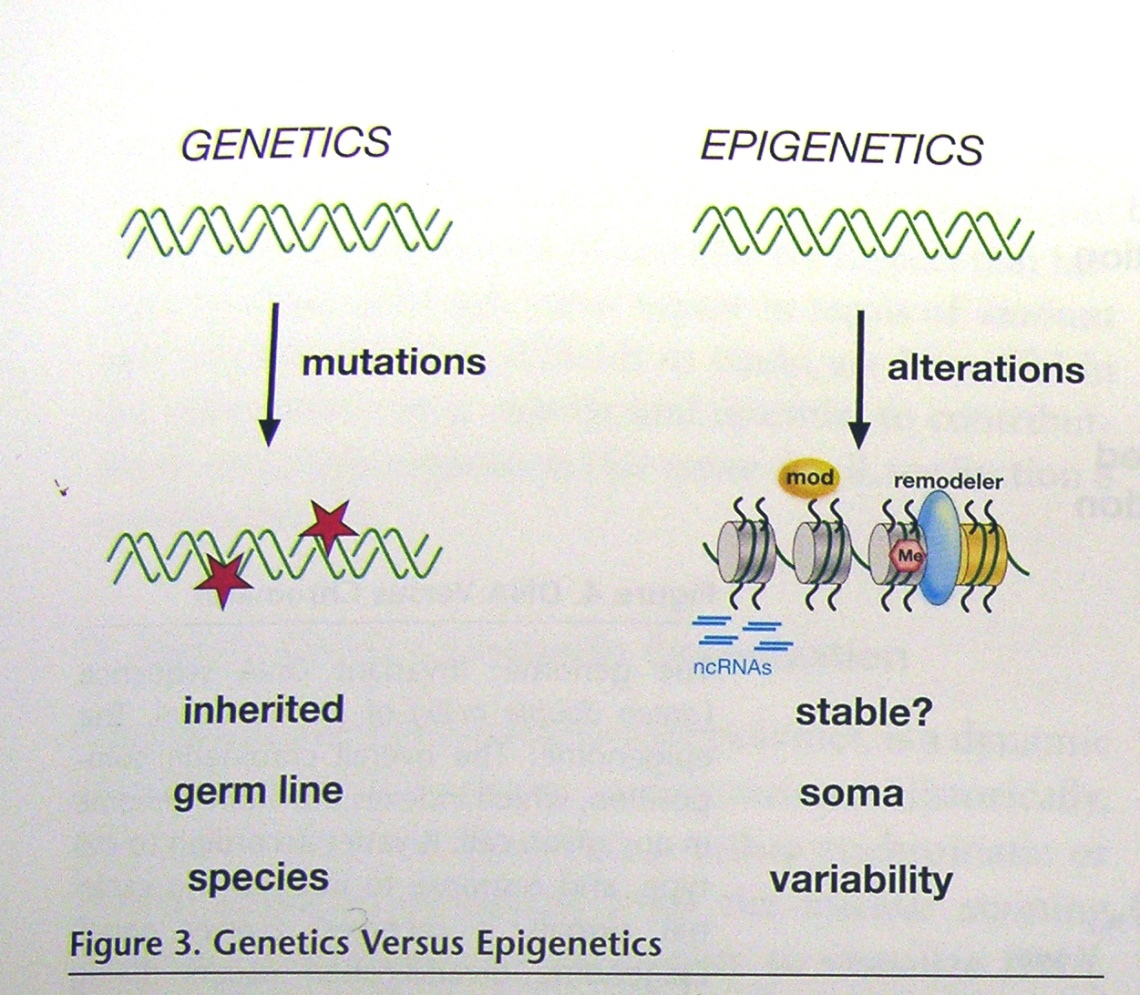 GENETICS
EPIGENETICS
mutations
alterations
mod
remodeler
Me
ncRNAs
inherited
stable?
germ line
soma
species
variability
Figure 3. Genetics Versus Epigenetics